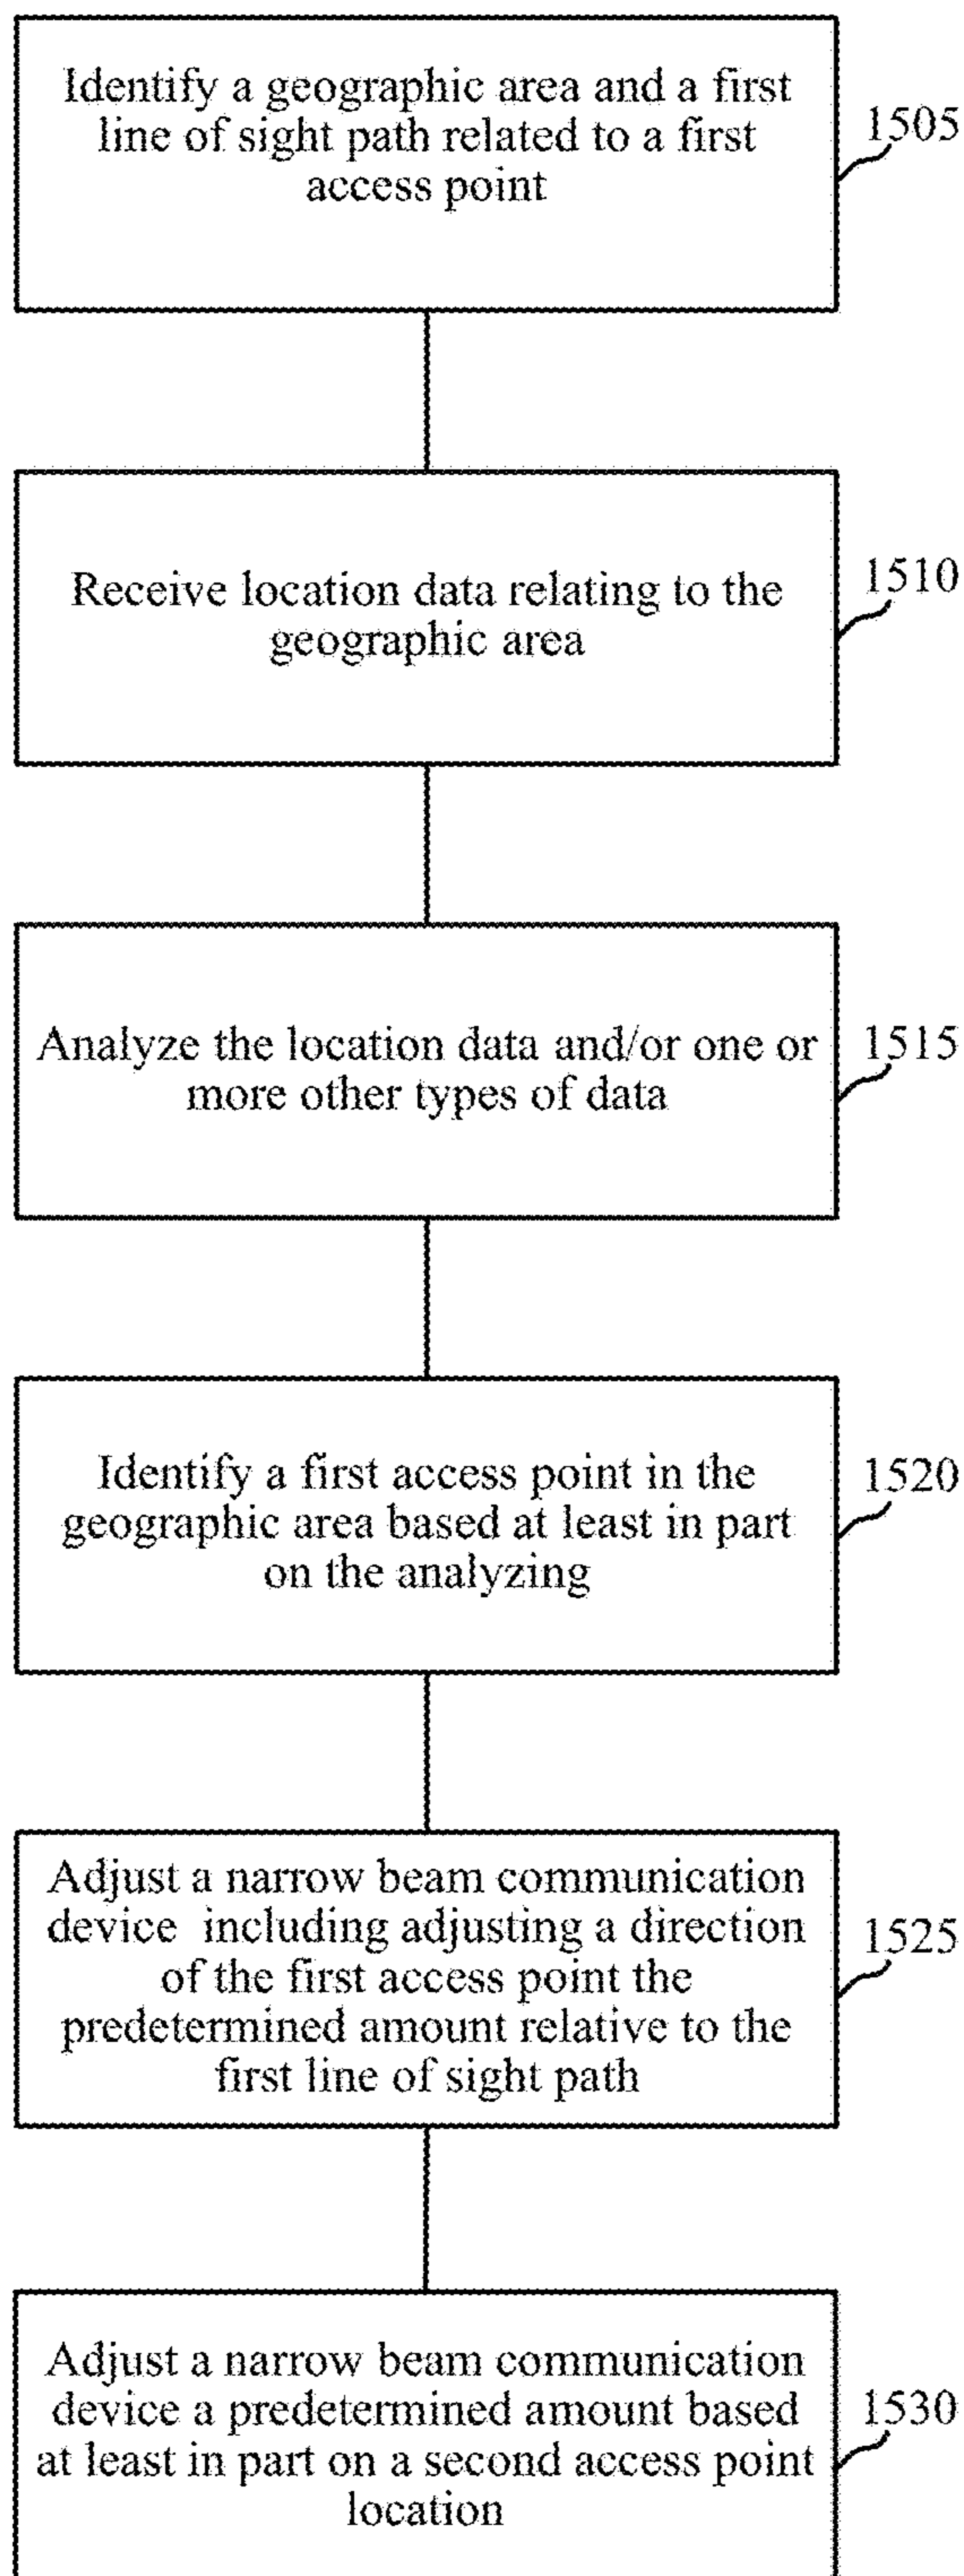 Identify a geographic area and a first
line of sight path related to a first
access point
1505
Receive location data relating to the
geographic area
1510
Analyze the location data and/or one or
more other types of data
1515
Identify a first access point in the
geographic area based at least in part
on the analyzing
1520
Adjust a narrow beam communication
device including adjusting a direction
of the first access point the
predetermined amount relative to the
first line of sight path
1525
Adjust a narrow beam communication
device a predetermined amount based
at least in part on a second access point
location
1530